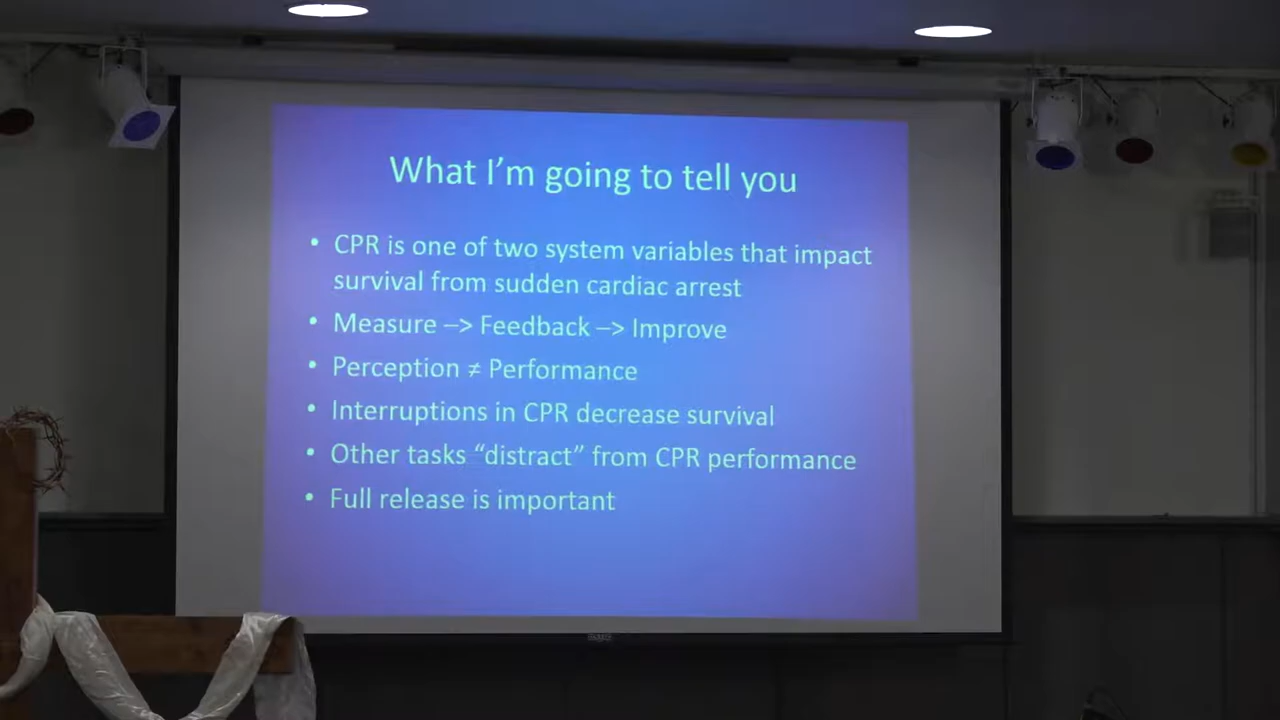 What I'm going to tell you
• CPR is one of two system variables that impact
survival from sudden cardiac arrest
• Measure –> Feedback –> Improve
• Perception ≠ Performance
• Interruptions in CPR decrease survival
• Other tasks “distract” from CPR performance
• Full release is important